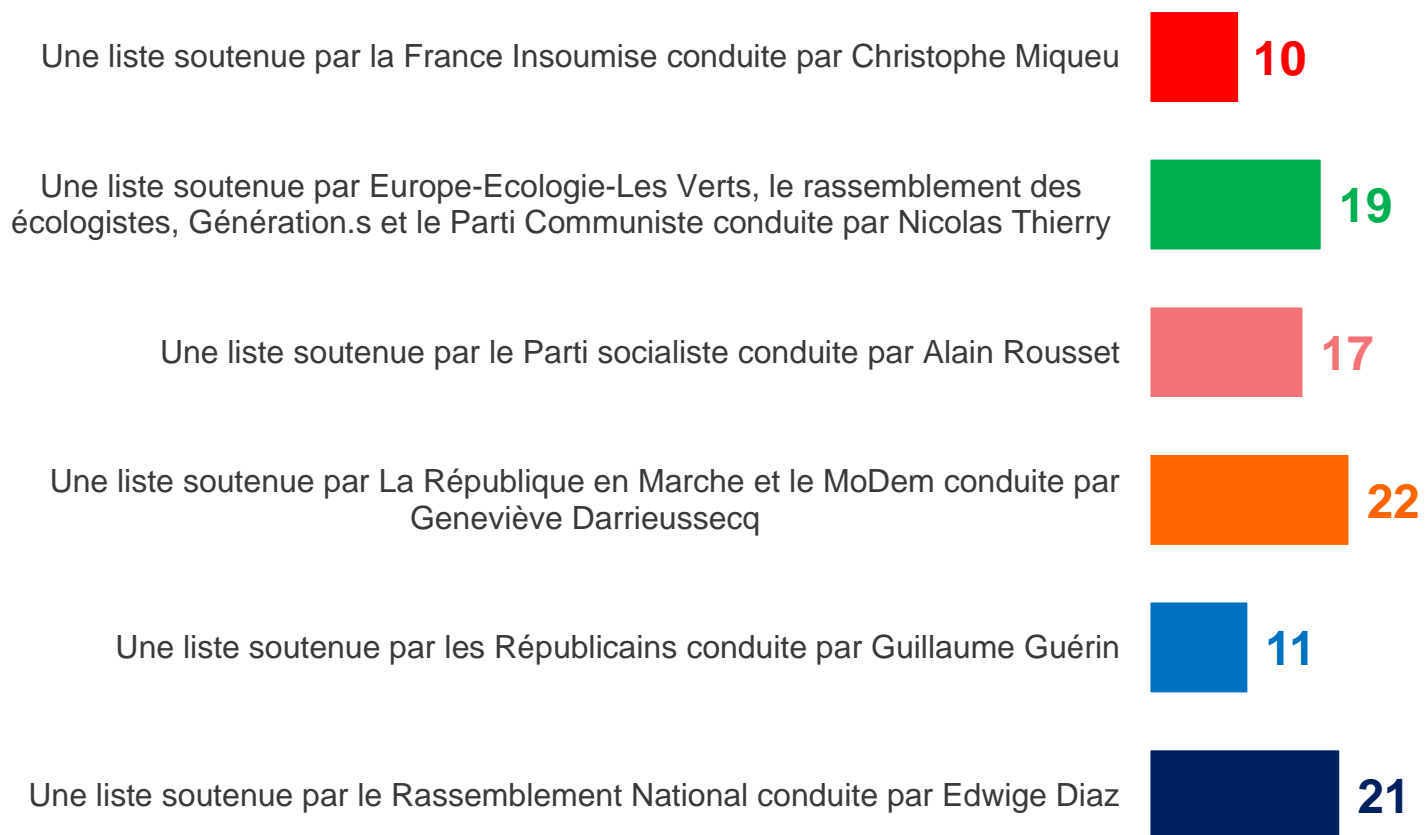 Une liste soutenue par la France Insoumise conduite par Christophe Miqueu
10
Une liste soutenue par Europe-Ecologie-Les Verts, le rassemblement des
écologistes, Génération.s et le Parti Communiste conduite par Nicolas Thierry
19
Une liste soutenue par le Parti socialiste conduite par Alain Rousset
17
Une liste soutenue par La République en Marche et le MoDem conduite par
Geneviève Darrieussecq
22
Une liste soutenue par les Républicains conduite par Guillaume Guérin
11
Une liste soutenue par le Rassemblement National conduite par Edwige Diaz
21